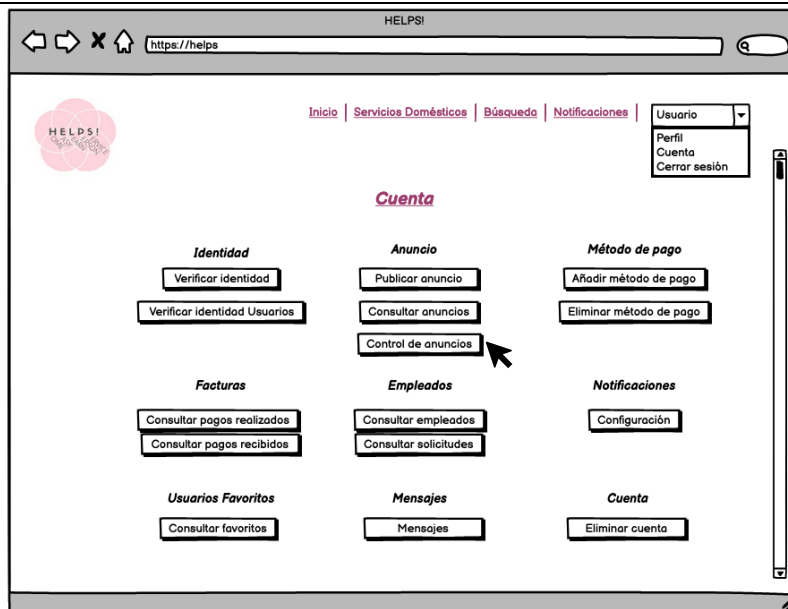 HELPS!
https://helps
HELPS!
Inicio | Servicios Domésticos | Búsqueda | Notificaciones |
Usuario
Perfil
Cuenta
Cerrar sesión
Cuenta
Identidad
Verificar identidad
Verificar identidad Usuarios
Anuncio
Publicar anuncio
Consultar anuncios
Control de anuncios
Método de pago
Añadir método de pago
Eliminar método de pago
Facturas
Consultar pagos realizados
Consultar pagos recibidos
Empleados
Consultar empleados
Consultar solicitudes
Notificaciones
Configuración
Usuarios Favoritos
Consultar favoritos
Mensajes
Mensajes
Cuenta
Eliminar cuenta